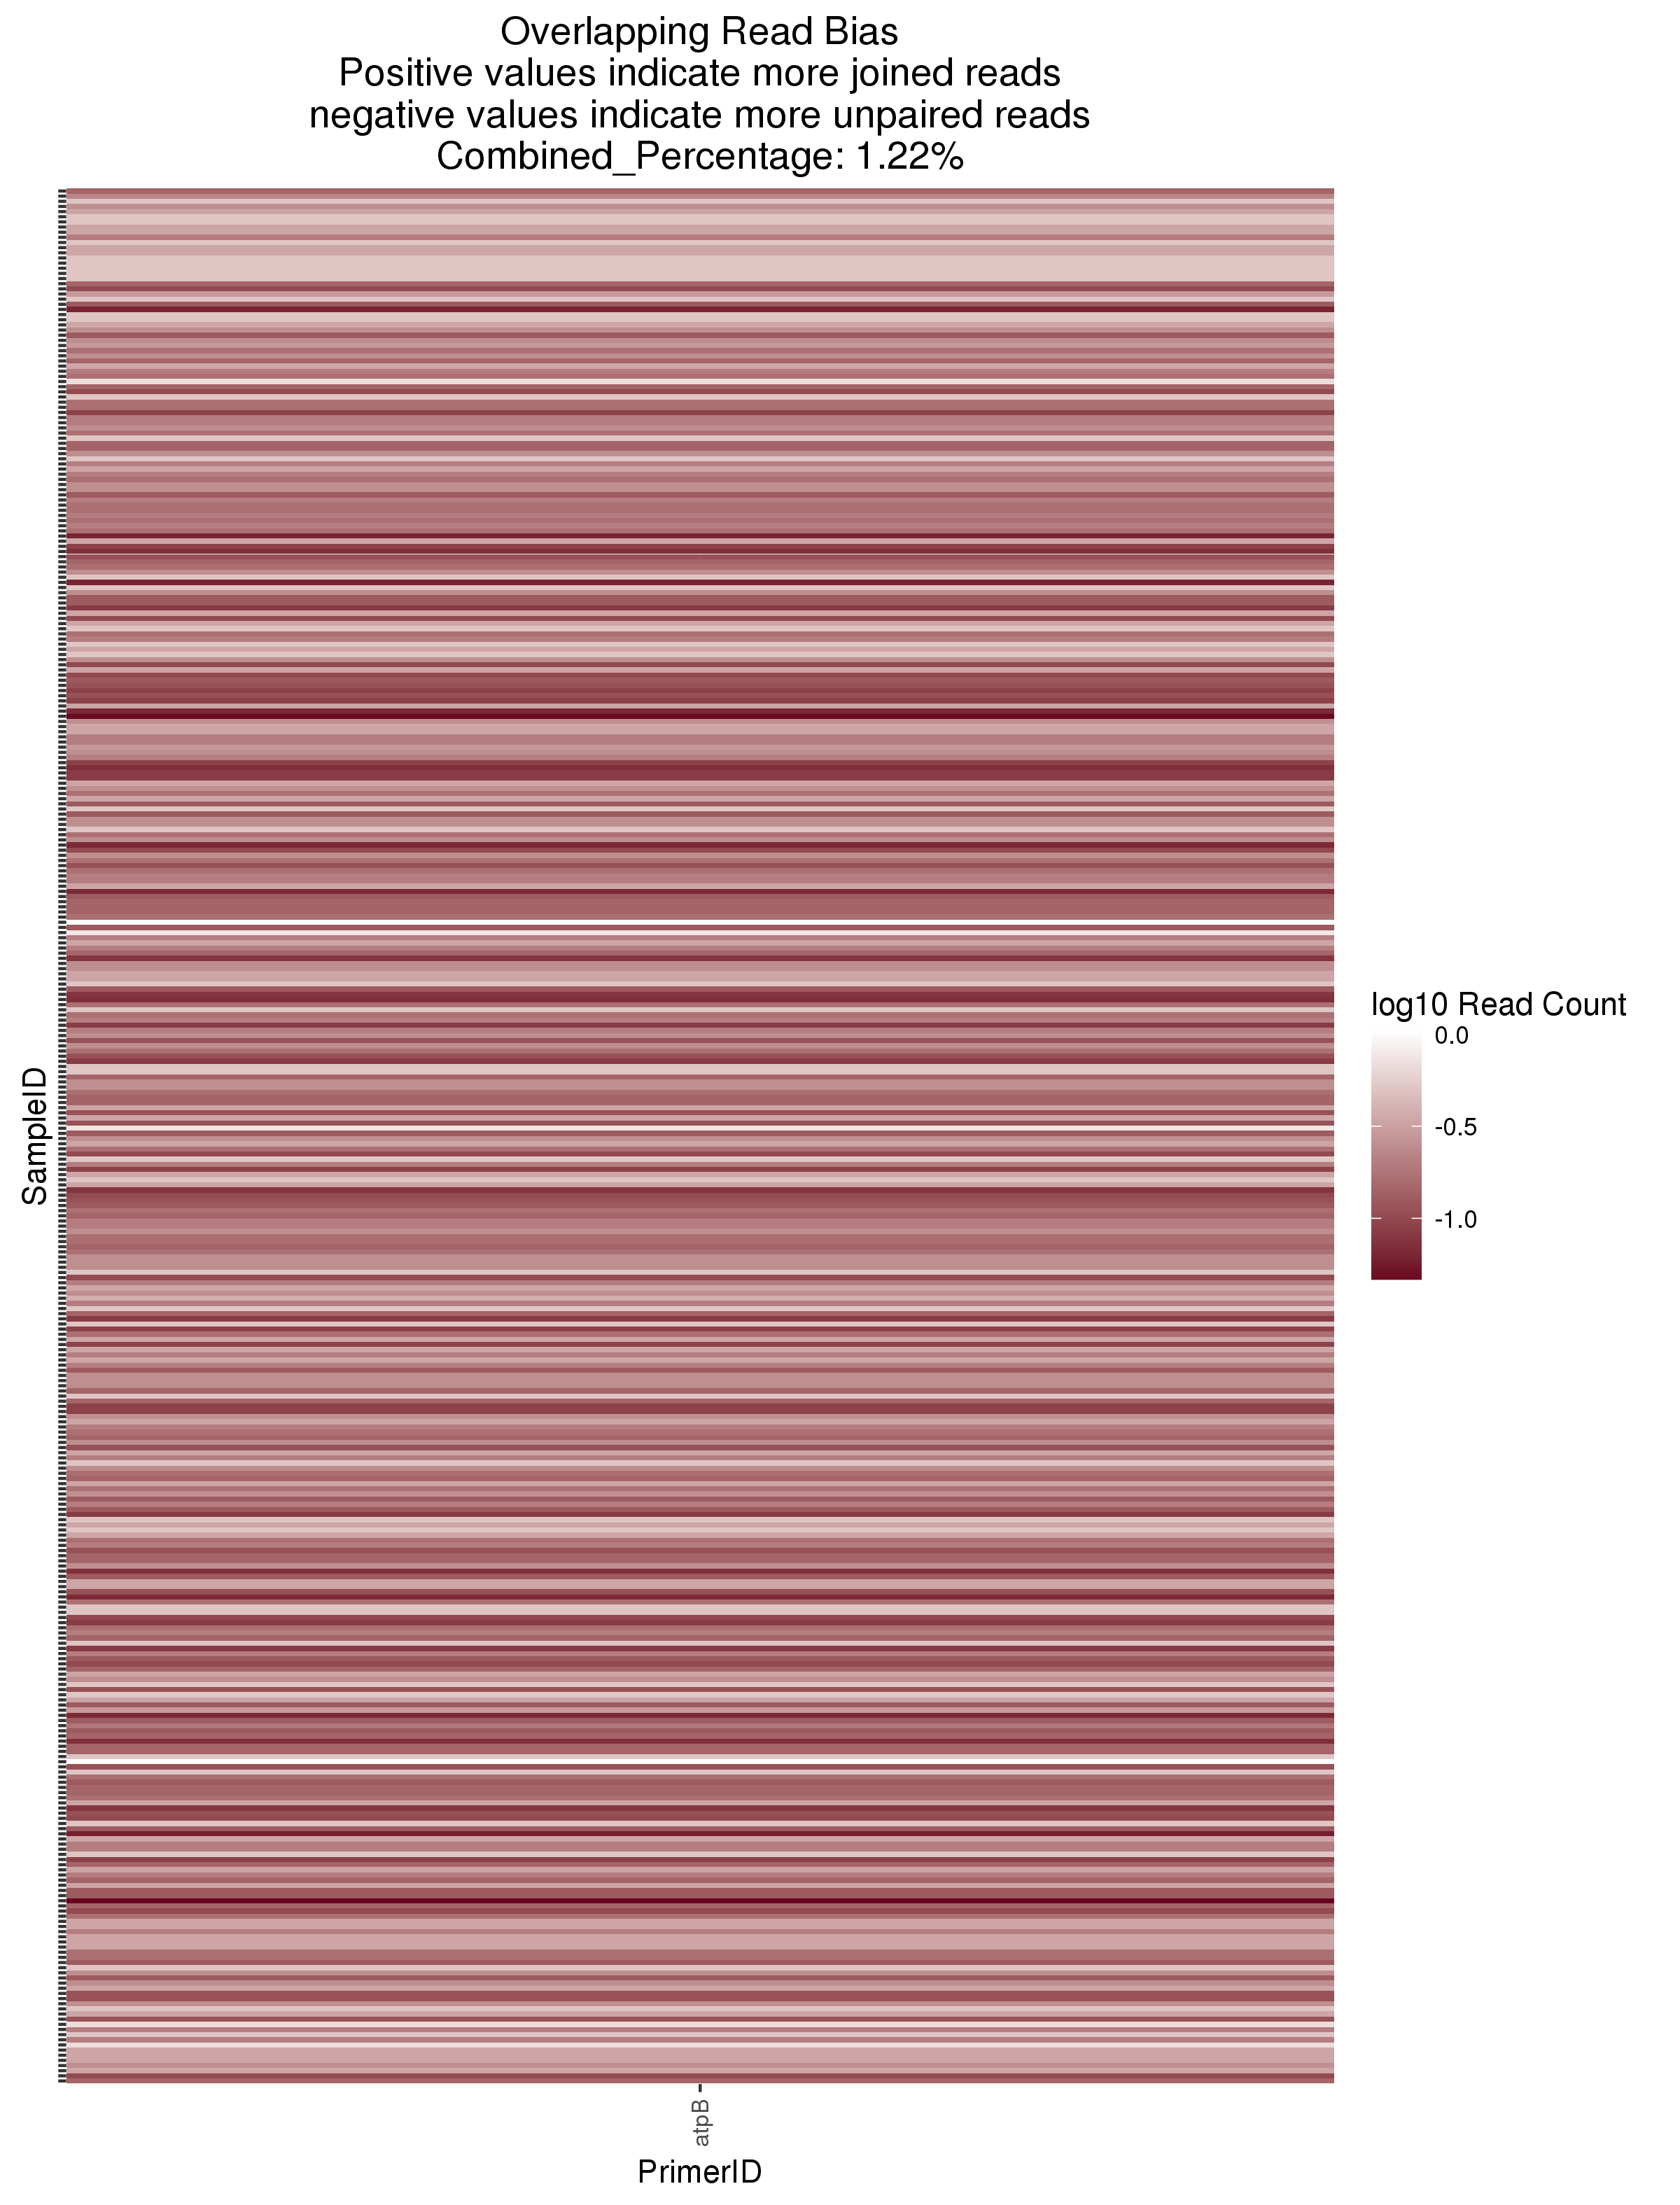 Overlapping Read Bias
Positive values indicate more joined reads
negative values indicate more unpaired reads
Combined_Percentage: 1.22%
SampleID
log10 Read Count
0.0
-0.5
-1.0
atpB
PrimerID